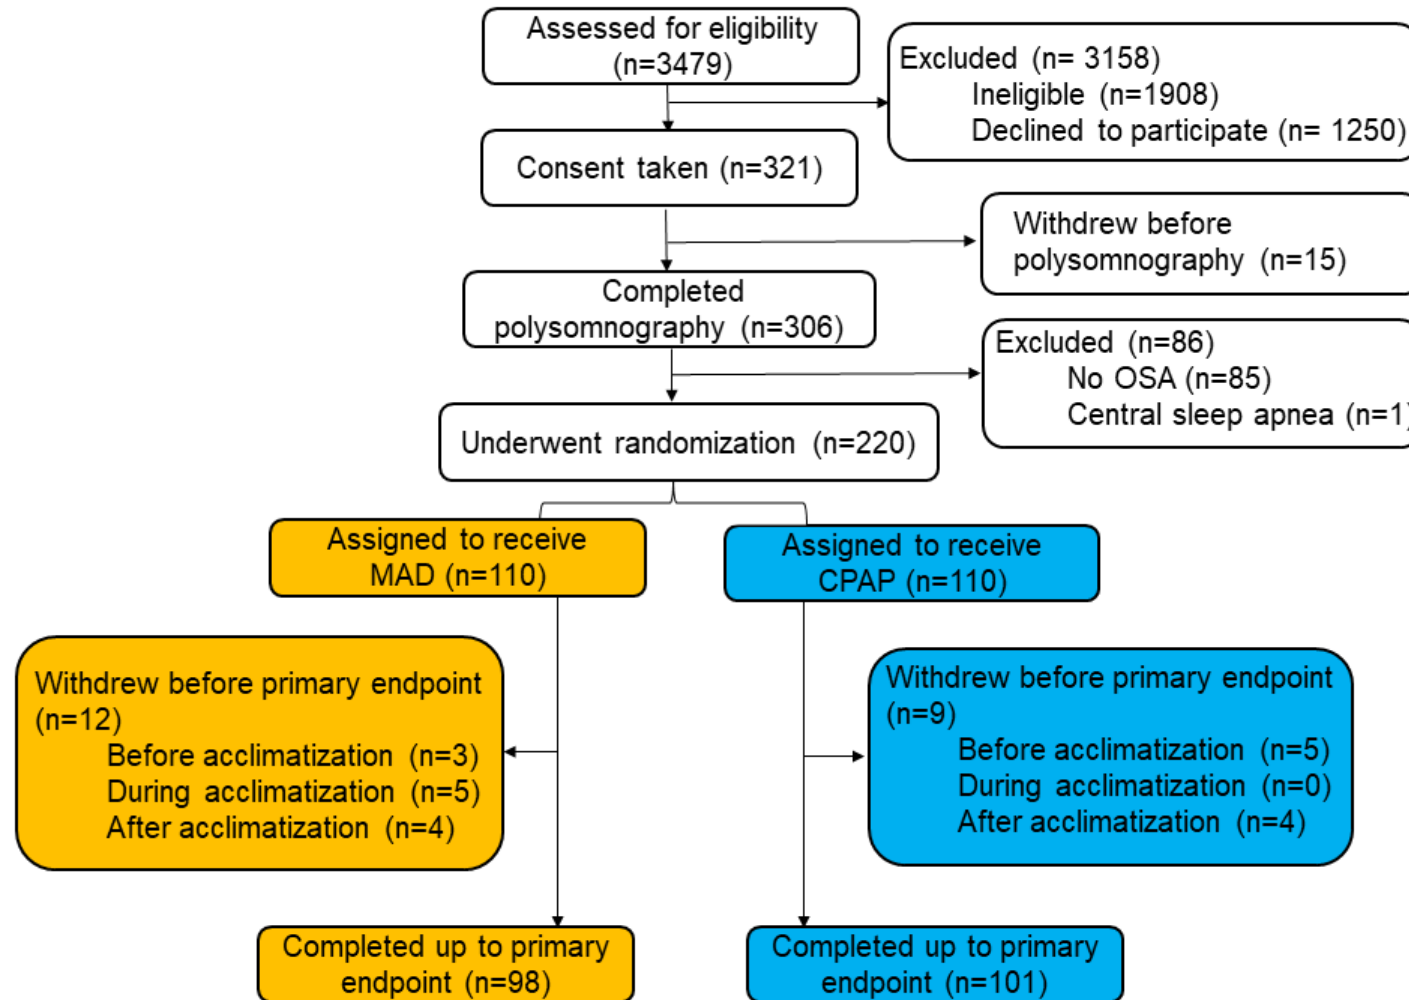 Assessed for eligibility
(n=3479)
Excluded (n= 3158)
Ineligible (n=1908)
Declined to participate (n= 1250)
Consent taken (n=321)
Withdrew before
polysomnography (n=15)
Completed
polysomnography (n=306)
Excluded (n=86)
No OSA (n=85)
Central sleep apnea (n=1)
Underwent randomization (n=220)
Assigned to receive
MAD (n=110)
Assigned to receive
CPAP (n=110)
Withdrew before primary endpoint
(n=12)
Before acclimatization (n=3)
During acclimatization (n=5)
After acclimatization (n=4)
Withdrew before primary endpoint
(n=9)
Before acclimatization (n=5)
During acclimatization (n=0)
After acclimatization (n=4)
Completed up to primary
endpoint (n=98)
Completed up to primary
endpoint (n=101)